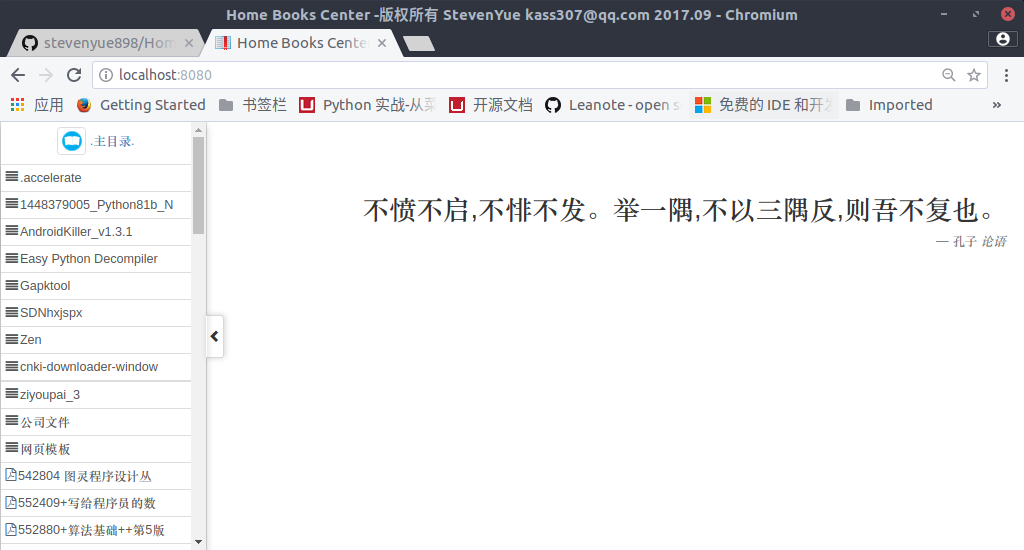 Home Books Center -版权所有 StevenYue kass307@qq.com 2017.09 - Chromium
stevenyue898/Hom
Home Books Cente
localhost:8080
应用 Getting Started 书签栏 Python 实战-从菜 开源文档 Leanote - open s 免费的 IDE 和开发 Imported »
.主目录.
.accelerate
1448379005_Python81b_N
AndroidKiller_v1.3.1
Easy Python Decompiler
Gapktool
SDNhxjspx
Zen
cnki-downloader-window
ziyoupai_3
公司文件
网页模板
542804 图灵程序设计丛
552409+写给程序员的数
552880+算法基础++第5版
不愤不启,不悱不发。举一隅,不以三隅反,则吾不复也。
— 孔子 论语